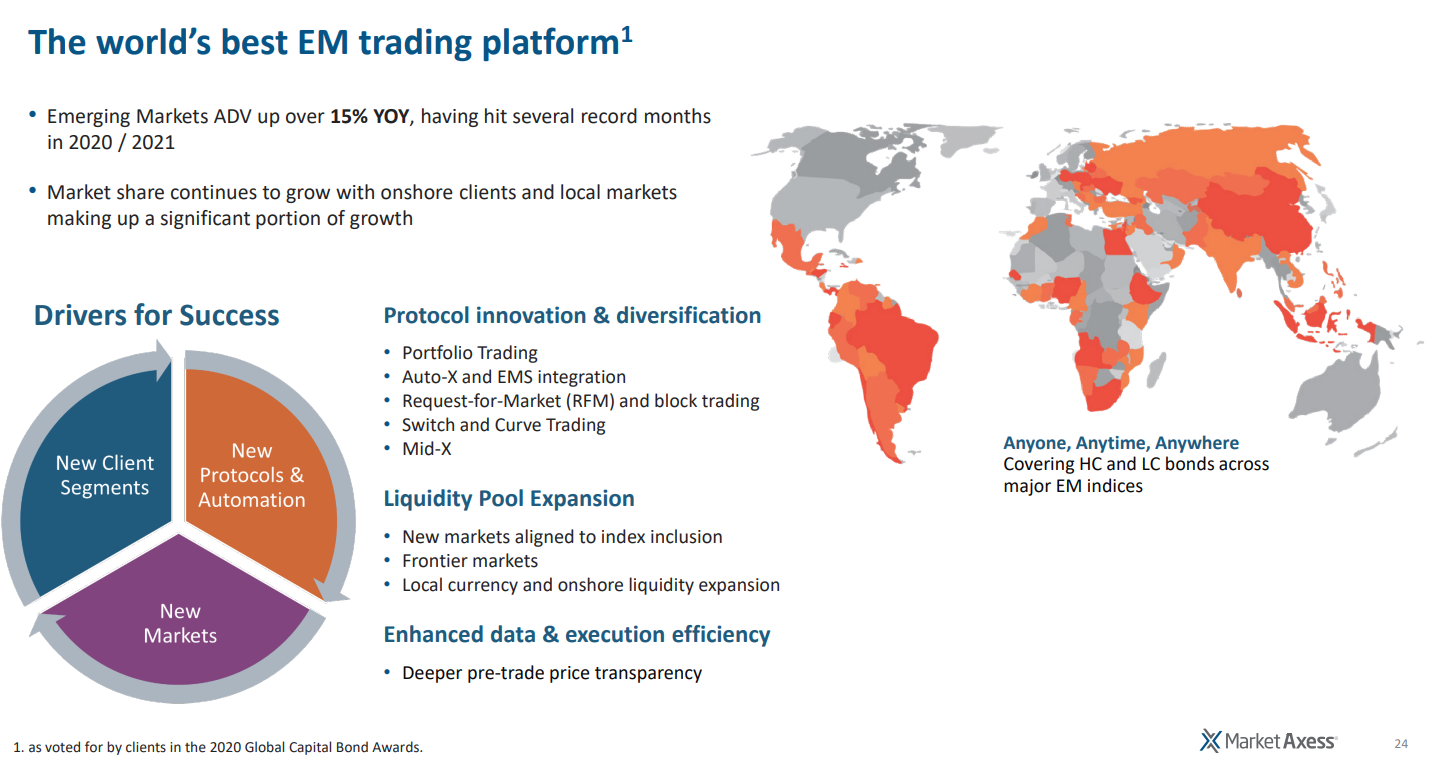 The world's best EM trading platform1
• Emerging Markets ADV up over 15% YOY, having hit several record months
in 2020 / 2021
• Market share continues to grow with onshore clients and local markets
making up a significant portion of growth
Drivers for Success
New Client
Segments
New
Protocols &
Automation
New
Markets
Protocol innovation & diversification
• Portfolio Trading
• Auto-X and EMS integration
• Request-for-Market (RFM) and block trading
• Switch and Curve Trading
• Mid-X
Liquidity Pool Expansion
• New markets aligned to index inclusion
• Frontier markets
• Local currency and onshore liquidity expansion
Enhanced data & execution efficiency
• Deeper pre-trade price transparency
Anyone, Anytime, Anywhere
Covering HC and LC bonds across
major EM indices
1. as voted for by clients in the 2020 Global Capital Bond Awards.
MarketAxess
24